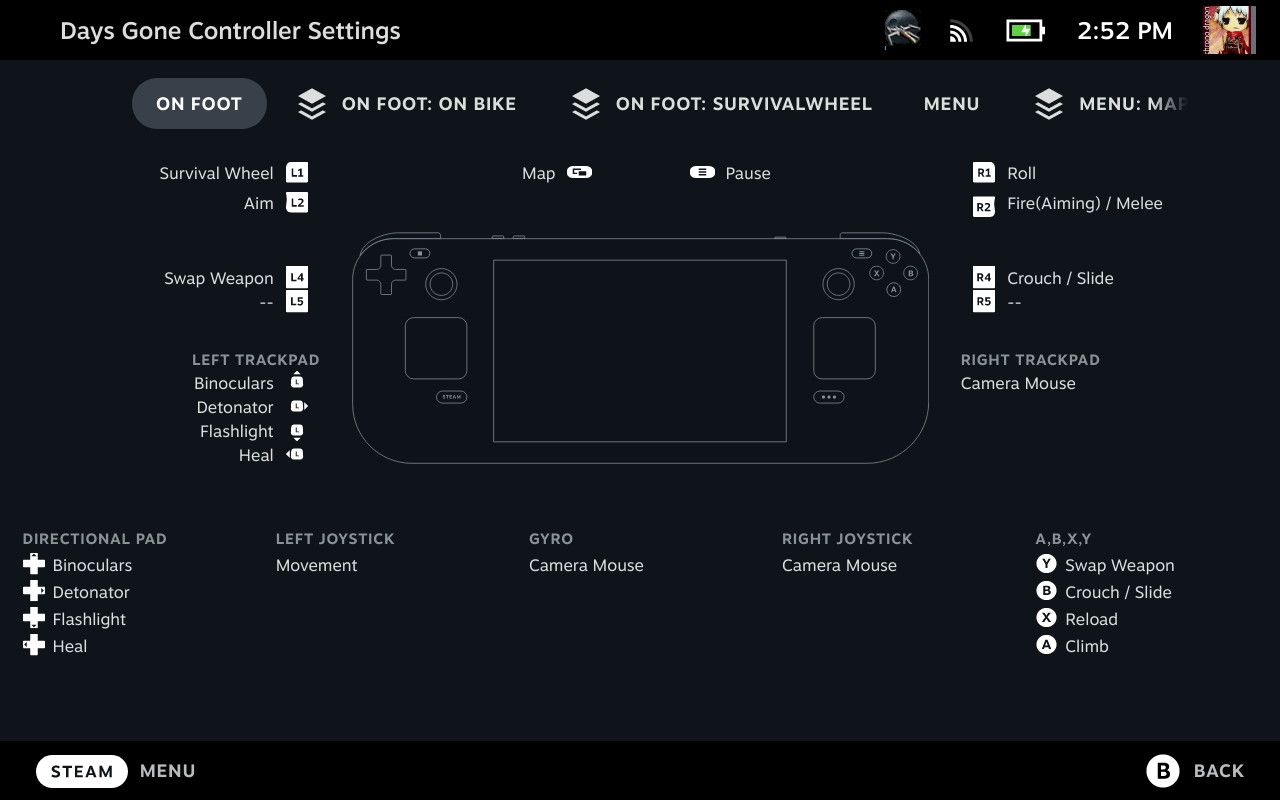 Days Gone Controller Settings
2:52 PM
ON FOOT
ON FOOT: ON BIKE
ON FOOT: SURVIVALWHEEL
MENU
MENU: MAP
Survival Wheel L1
Aim L2
Map
Pause
R1 Roll
R2 Fire(Aiming) / Melee
Swap Weapon L4
-- L5
R4 Crouch / Slide
R5 --
Y
X B
A
STEAM
LEFT TRACKPAD
Binoculars L
Detonator L
Flashlight L
Heal L
RIGHT TRACKPAD
Camera Mouse
DIRECTIONAL PAD
Binoculars
Detonator
Flashlight
Heal
LEFT JOYSTICK
Movement
GYRO
Camera Mouse
RIGHT JOYSTICK
Camera Mouse
A,B,X,Y
Y Swap Weapon
B Crouch / Slide
X Reload
A Climb
STEAM MENU
B BACK